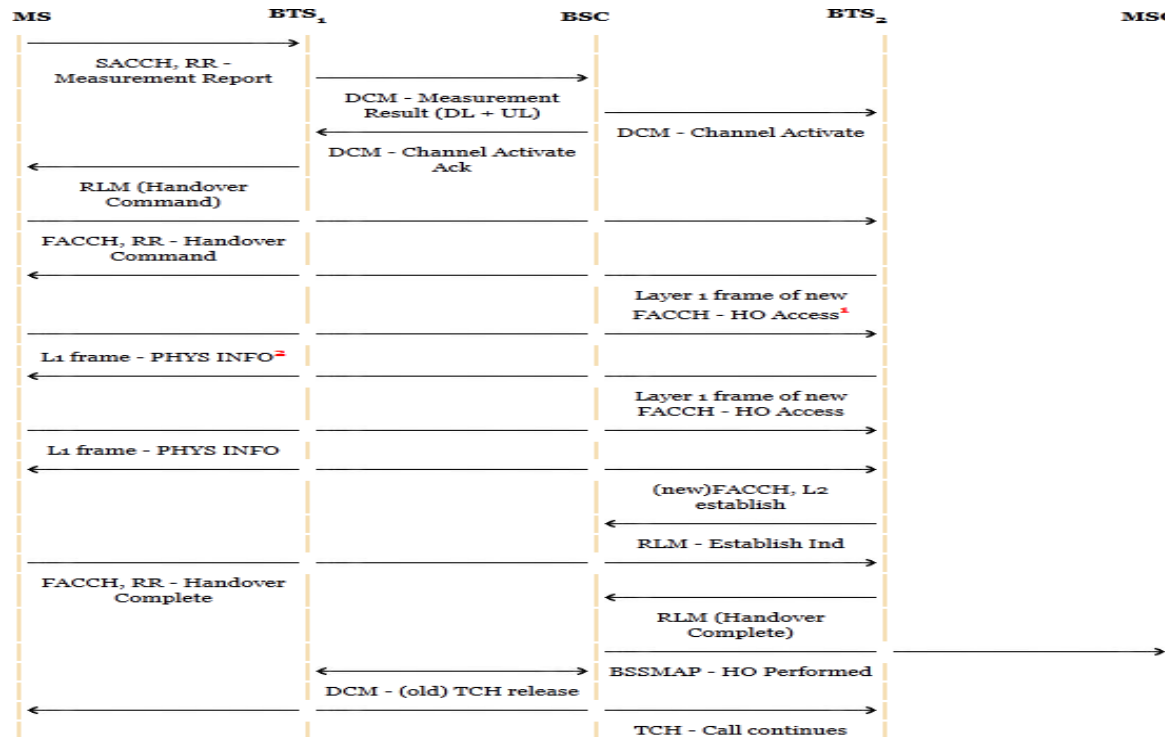 MS BTS1 BSC BTS2 MSC
SACCH, RR -
Measurement Report
DCM - Measurement
Result (DL + UL)
DCM - Channel Activate
DCM - Channel Activate
Ack
RLM (Handover
Command)
FACCH, RR - Handover
Command
Layer 1 frame of new
FACCH - HO Access1
L1 frame - PHYS INFO2
Layer 1 frame of new
FACCH - HO Access
L1 frame - PHYS INFO
(new)FACCH, L2
establish
RLM - Establish Ind
FACCH, RR - Handover
Complete
RLM (Handover
Complete)
BSSMAP - HO Performed
DCM - (old) TCH release
TCH - Call continues